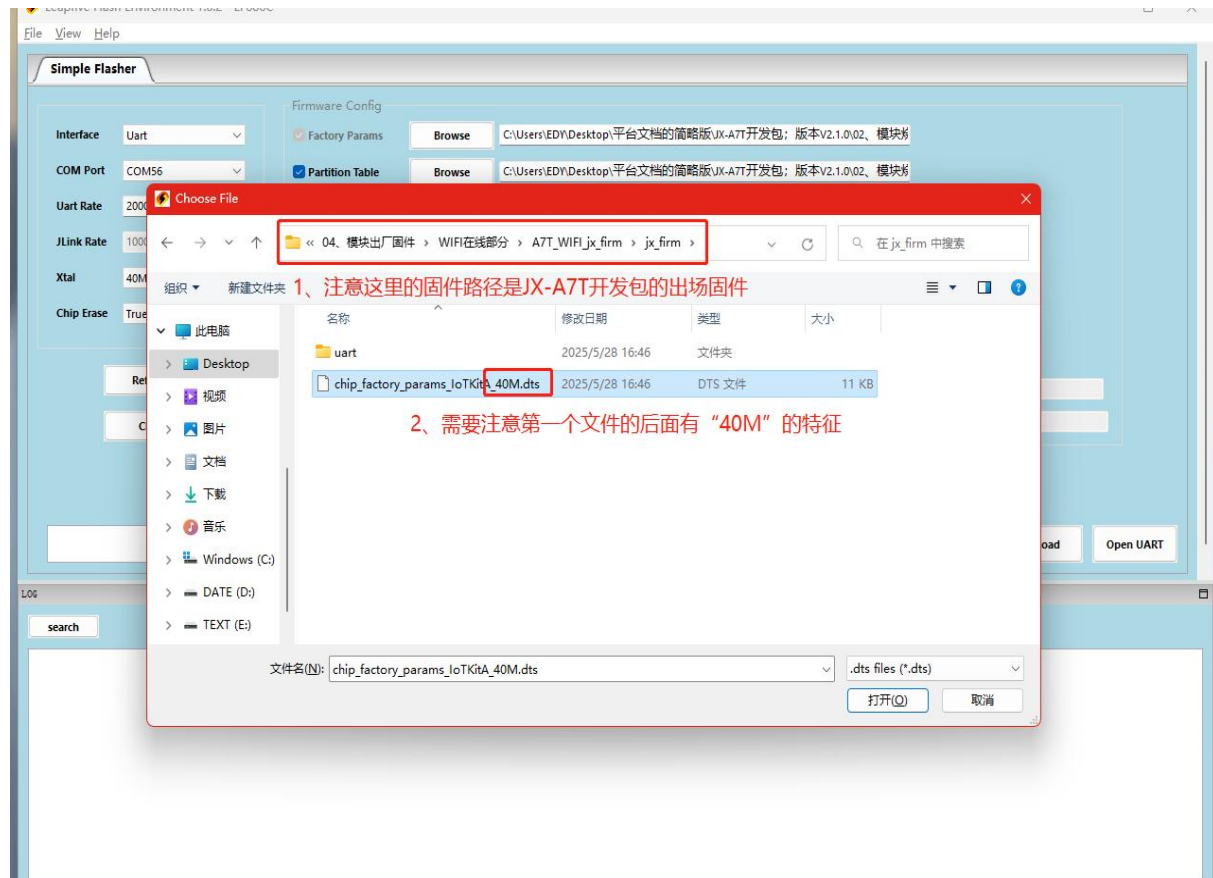 Leaptive Flash Environment
File View Help
Simple Flasher
Firmware Config
Interface Uart Factory Params Browse C:\Users\EDY\Desktop\平台文档的简略版\JX-A7T开发包；版本V2.1.0\02、模块烧
COM Port COM56 Partition Table Browse C:\Users\EDY\Desktop\平台文档的简略版\JX-A7T开发包；版本V2.1.0\02、模块烧
Uart Rate 2000
JLink Rate 1000
Xtal 40M
Chip Erase True
Choose File
« 04、模块出厂固件 › WIFI在线部分 › A7T_WIFI_jx_firm › jx_firm ›
在 jx_firm 中搜索
组织 新建文件夹
1、注意这里的固件路径是JX-A7T开发包的出场固件
名称 修改日期 类型 大小
此电脑
Desktop
视频
图片
文档
下载
音乐
Windows (C:)
DATE (D:)
TEXT (E:)
uart 2025/5/28 16:46 文件夹
chip_factory_params_IoTKitA_40M.dts 2025/5/28 16:46 DTS 文件 11 KB
2、需要注意第一个文件的后面有“40M”的特征
文件名(N): chip_factory_params_IoTKitA_40M.dts .dts files (*.dts)
打开(O) 取消
Ret
C
oad Open UART
LOG
search